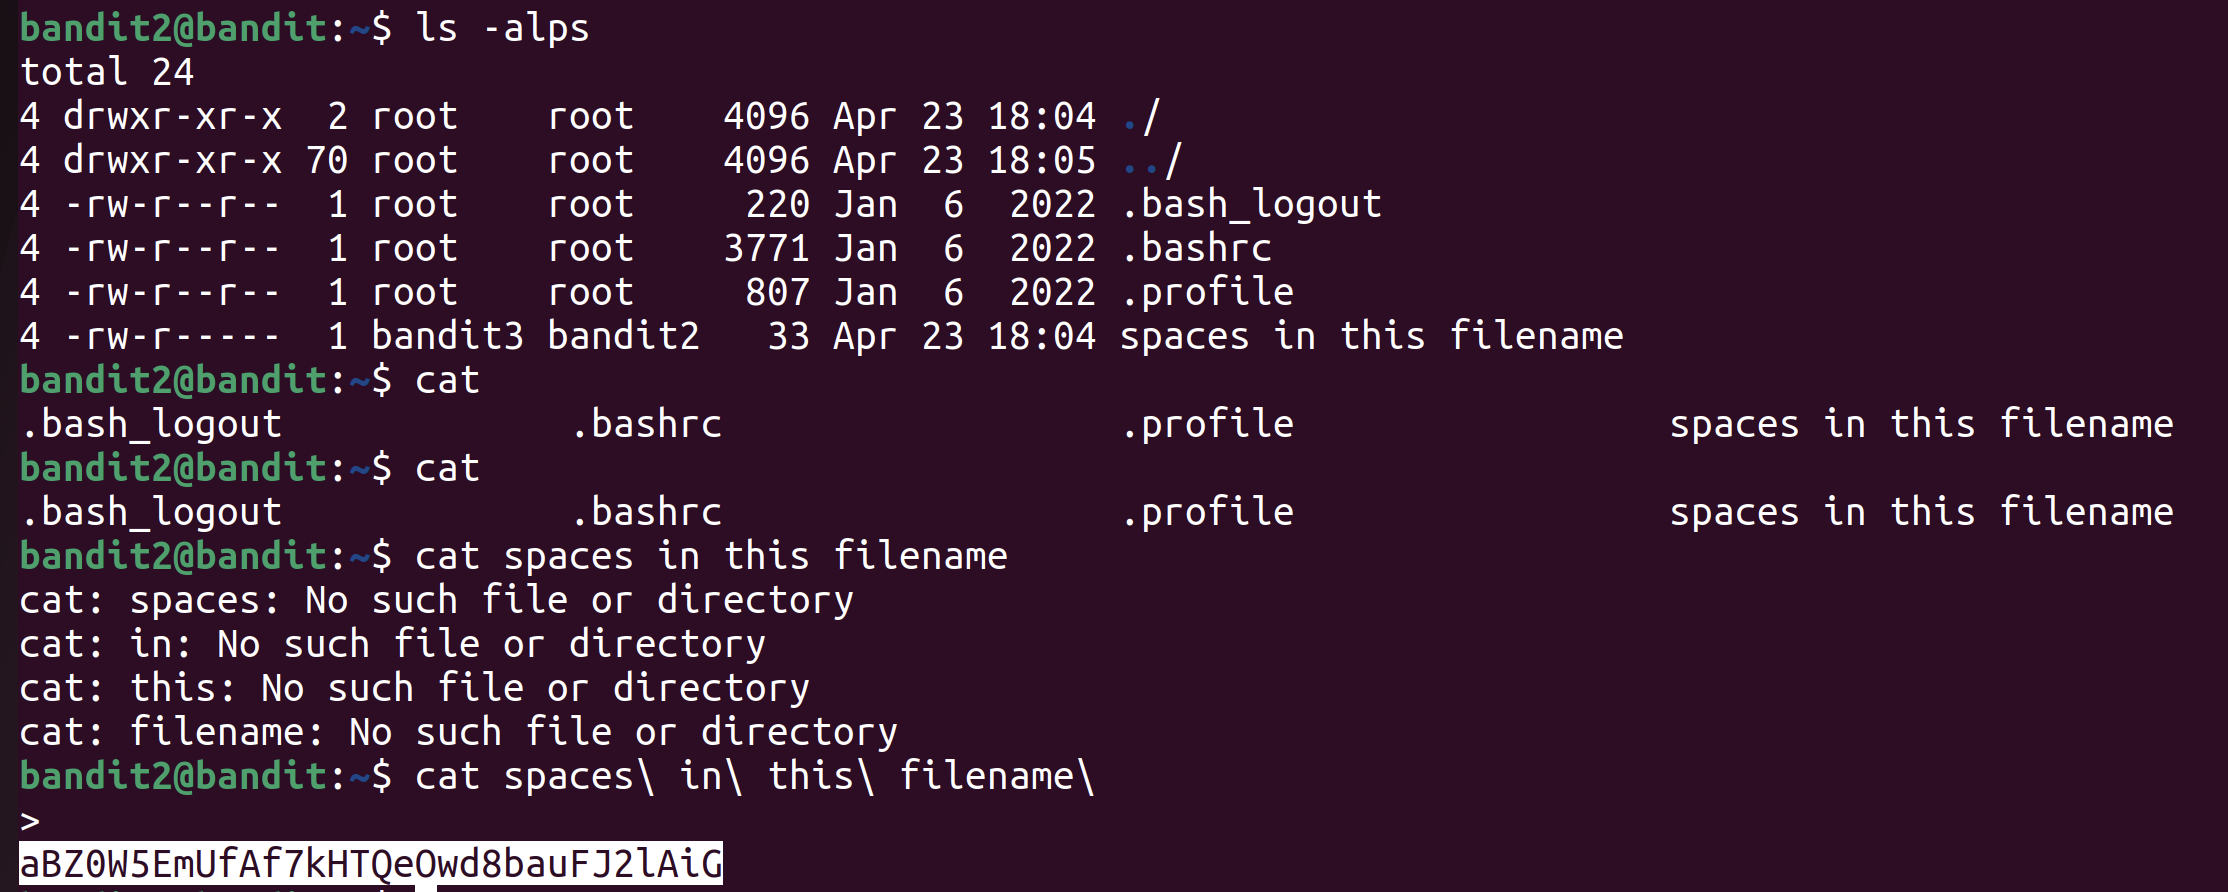 bandit2@bandit:~$ ls -alps
total 24
4 drwxr-xr-x  2 root    root    4096 Apr 23 18:04 ./
4 drwxr-xr-x 70 root    root    4096 Apr 23 18:05 ../
4 -rw-r--r--  1 root    root     220 Jan  6  2022 .bash_logout
4 -rw-r--r--  1 root    root    3771 Jan  6  2022 .bashrc
4 -rw-r--r--  1 root    root     807 Jan  6  2022 .profile
4 -rw-r-----  1 bandit3 bandit2   33 Apr 23 18:04 spaces in this filename
bandit2@bandit:~$ cat
.bash_logout             .bashrc                  .profile                 spaces in this filename
bandit2@bandit:~$ cat
.bash_logout             .bashrc                  .profile                 spaces in this filename
bandit2@bandit:~$ cat spaces in this filename
cat: spaces: No such file or directory
cat: in: No such file or directory
cat: this: No such file or directory
cat: filename: No such file or directory
bandit2@bandit:~$ cat spaces\ in\ this\ filename\
>
aBZ0W5EmUfAf7kHTQeOwd8bauFJ2lAiG